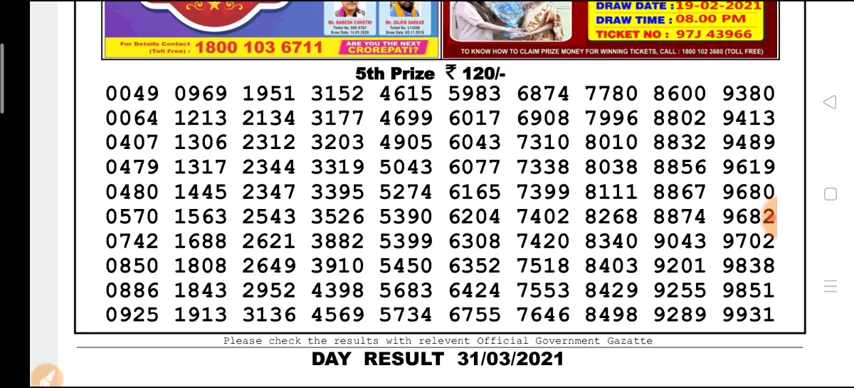 Mr. NARESH CHHETRI
Mr. SUJON SARKAR
For Details Contact
(Toll Free) : 1800 103 6711
ARE YOU THE NEXT
CROREPATI?
DRAW DATE :19-02-2021
DRAW TIME : 08.00 PM
TICKET NO : 97J 43966
TO KNOW HOW TO CLAIM PRIZE MONEY FOR WINNING TICKETS, CALL : 1800 102 3680 (TOLL FREE)
5th Prize ₹ 120/-
0049 0969 1951 3152 4615 5983 6874 7780 8600 9380
0064 1213 2134 3177 4699 6017 6908 7996 8802 9413
0407 1306 2312 3203 4905 6043 7310 8010 8832 9489
0479 1317 2344 3319 5043 6077 7338 8038 8856 9619
0480 1445 2347 3395 5274 6165 7399 8111 8867 9680
0570 1563 2543 3526 5390 6204 7402 8268 8874 9682
0742 1688 2621 3882 5399 6308 7420 8340 9043 9702
0850 1808 2649 3910 5450 6352 7518 8403 9201 9838
0886 1843 2952 4398 5683 6424 7553 8429 9255 9851
0925 1913 3136 4569 5734 6755 7646 8498 9289 9931
Please check the results with relevent Official Government Gazatte
DAY RESULT 31/03/2021